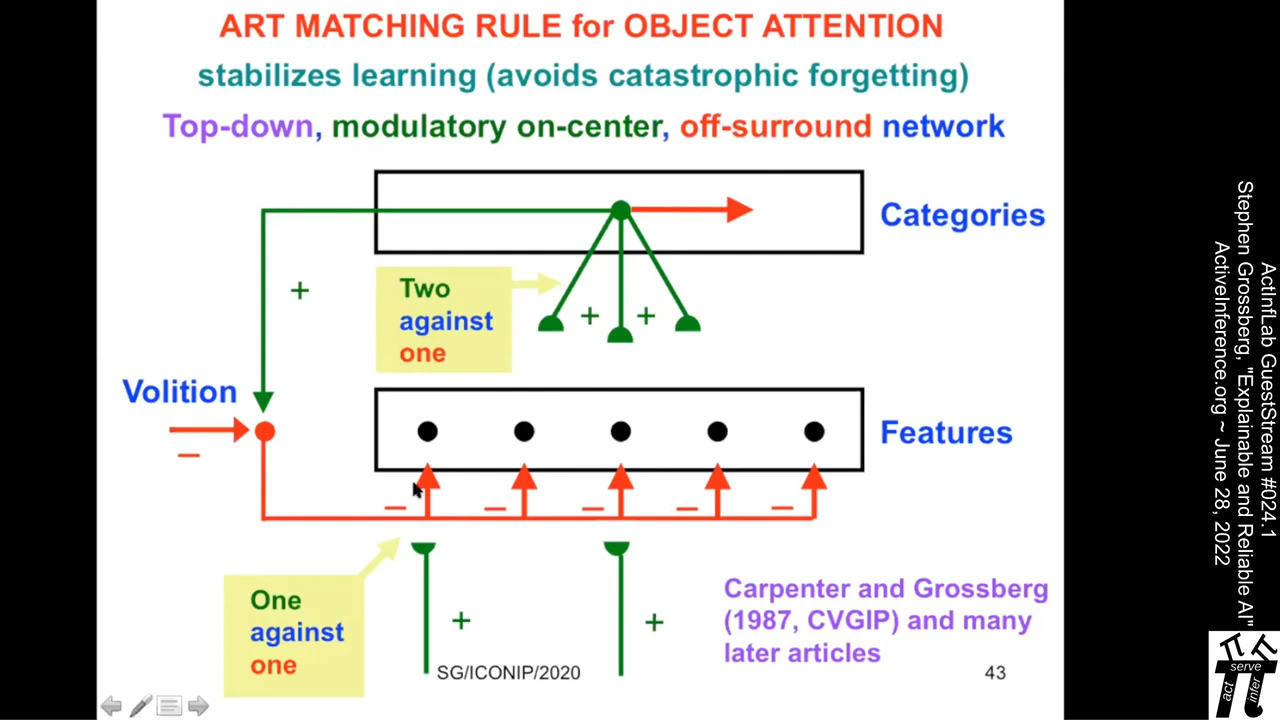 ART MATCHING RULE for OBJECT ATTENTION
stabilizes learning (avoids catastrophic forgetting)
Top-down, modulatory on-center, off-surround network
Categories
+
Two
against
one
+ +
Volition
−
Features
− − − − −
One
against
one
+
+
Carpenter and Grossberg
(1987, CVGIP) and many
later articles
SG/ICONIP/2020
43
ActInfLab GuestStream #024.1
Stephen Grossberg, "Explainable and Reliable AI"
ActiveInference.org ~ June 28, 2022
serve
act
infer